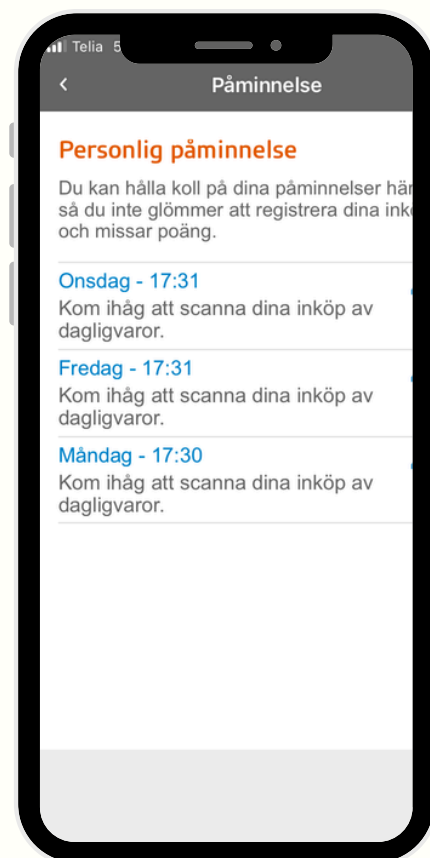 Telia 5
Påminnelse
Personlig påminnelse
Du kan hålla koll på dina påminnelser här
så du inte glömmer att registrera dina
och missar poäng.
Onsdag - 17:31
Kom ihåg att scanna dina inköp av
dagligvaror.
Fredag - 17:31
Kom ihåg att scanna dina inköp av
dagligvaror.
Måndag - 17:30
Kom ihåg att scanna dina inköp av
dagligvaror.